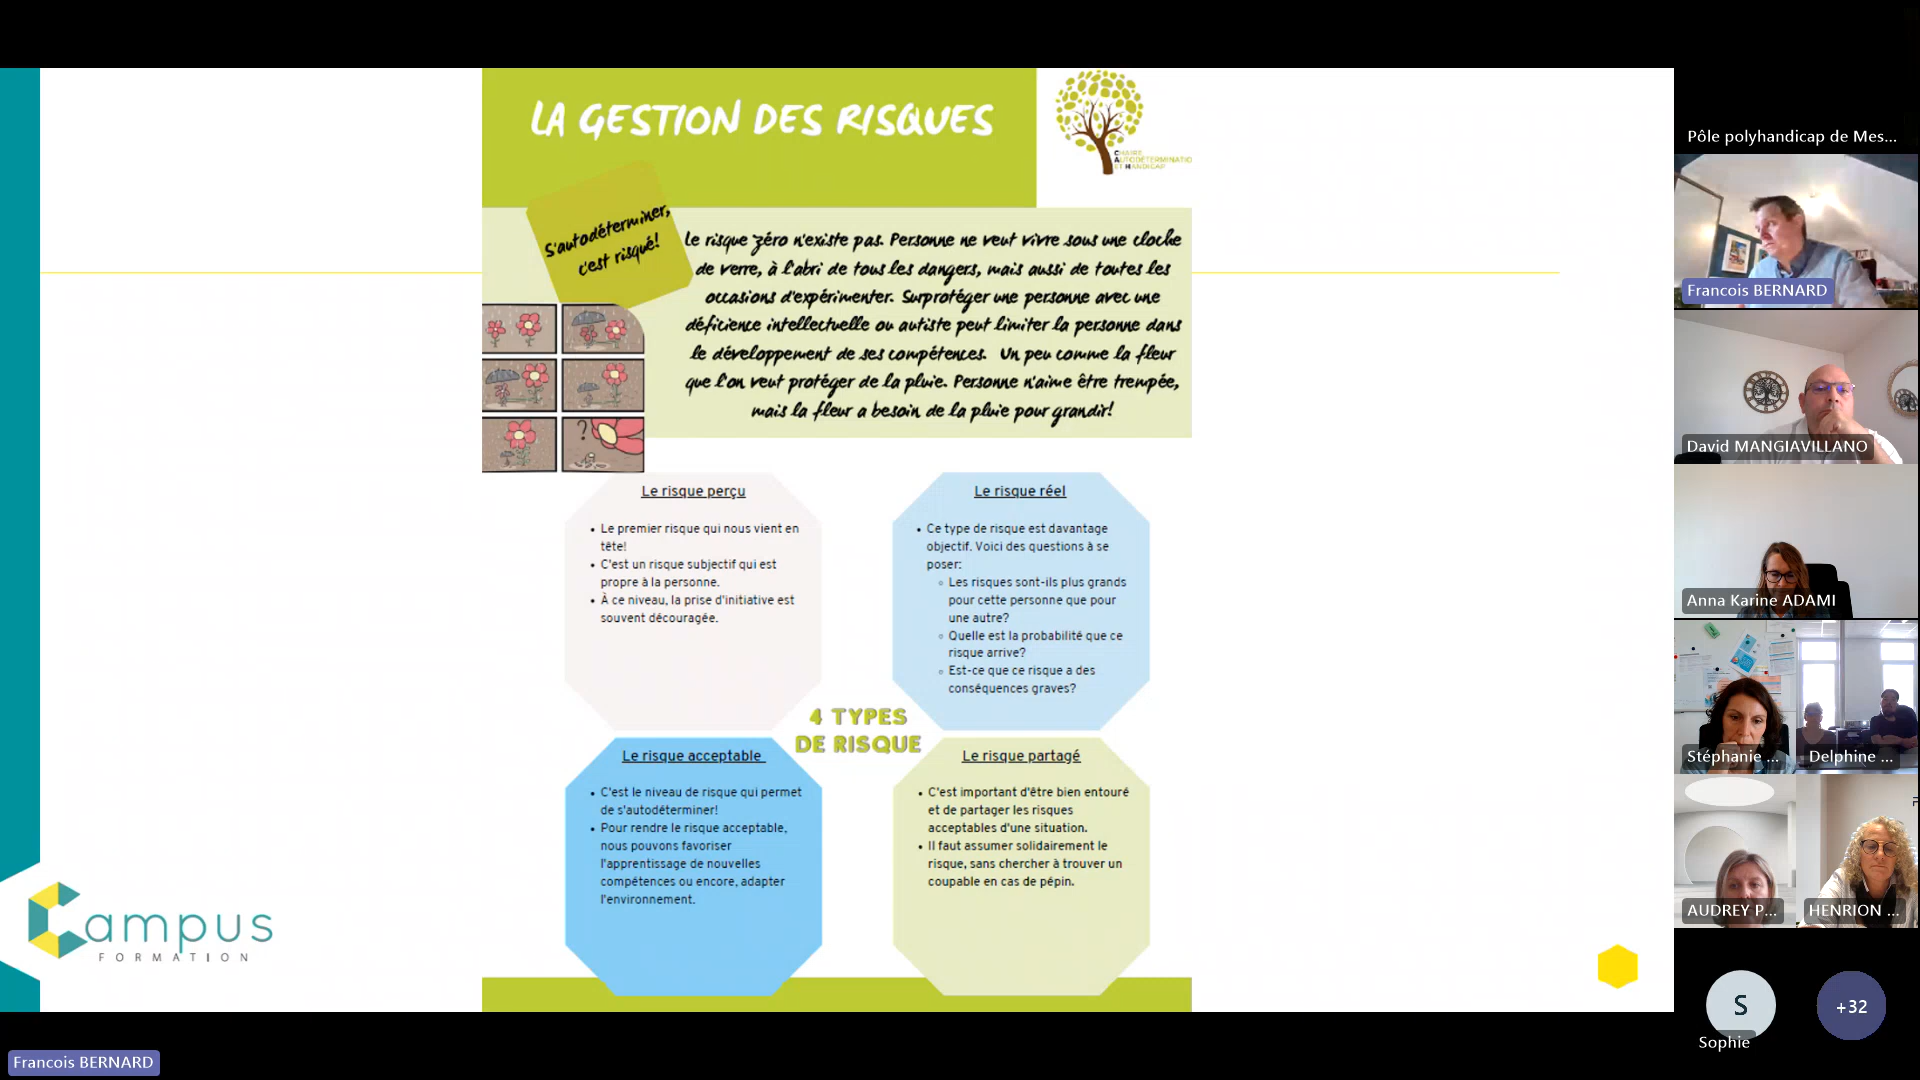 LA GESTION DES RISQUES
CHAIRE
AUTODÉTERMINATIO
ET HANDICAP
S'autodéterminer,
c'est risqué!
Le risque zéro n'existe pas. Personne ne veut vivre sous une cloche
de verre, à l'abri de tous les dangers, mais aussi de toutes les
occasions d'expérimenter. Surprotéger une personne avec une
déficience intellectuelle ou autiste peut limiter la personne dans
le développement de ses compétences. Un peu comme la fleur
que l'on veut protéger de la pluie. Personne n'aime être trempée,
mais la fleur a besoin de la pluie pour grandir!
?
Le risque perçu
• Le premier risque qui nous vient en
tête!
• C'est un risque subjectif qui est
propre à la personne.
• À ce niveau, la prise d'initiative est
souvent découragée.
Le risque réel
• Ce type de risque est davantage
objectif. Voici des questions à se
poser:
◦ Les risques sont-ils plus grands
pour cette personne que pour
une autre?
◦ Quelle est la probabilité que ce
risque arrive?
◦ Est-ce que ce risque a des
conséquences graves?
4 TYPES
DE RISQUE
Le risque acceptable
• C'est le niveau de risque qui permet
de s'autodéterminer!
• Pour rendre le risque acceptable,
nous pouvons favoriser
l'apprentissage de nouvelles
compétences ou encore, adapter
l'environnement.
Le risque partagé
• C'est important d'être bien entouré
et de partager les risques
acceptables d'une situation.
• Il faut assumer solidairement le
risque, sans chercher à trouver un
coupable en cas de pépin.
Campus
FORMATION
Francois BERNARD
Pôle polyhandicap de Mes...
Francois BERNARD
David MANGIAVILLANO
Anna Karine ADAMI
Stéphanie ...
Delphine ...
AUDREY P...
HENRION ...
S
Sophie
+32